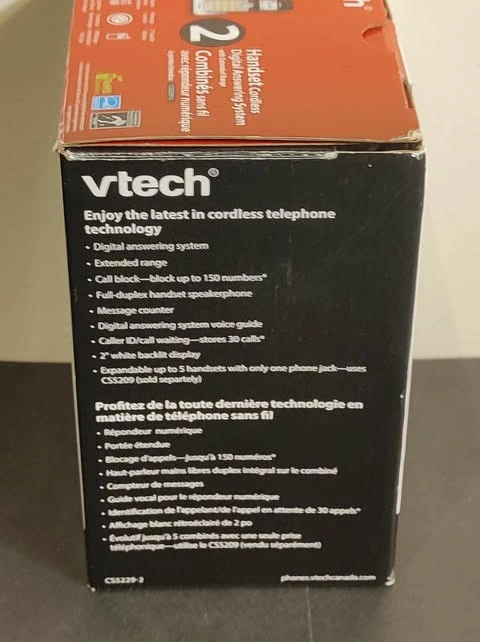 2
Handset Cordless
Digital Answering System
with Extended Range
Combinés sans fil
avec répondeur numérique
vtech®
Enjoy the latest in cordless telephone
technology
• Digital answering system
• Extended range
• Call block—block up to 150 numbers*
• Full-duplex handset speakerphone
• Message counter
• Digital answering system voice guide
• Caller ID/call waiting—stores 30 calls*
• 2" white backlit display
• Expandable up to 5 handsets with only one phone jack—uses
CS5209 (sold separtely)
Profitez de la toute dernière technologie en
matière de téléphone sans fil
• Répondeur numérique
• Portée étendue
• Blocage d'appels—jusqu'à 150 numéros*
• Haut-parleur mains libres duplex intégral sur le combiné
• Compteur de messages
• Guide vocal pour le répondeur numérique
• Identification de l'appelant/de l'appel en attente de 30 appels*
• Affichage blanc rétroéclairé de 2 po
• Évolutif jusqu'à 5 combinés avec une seule prise
téléphonique—utilise le CS5209 (vendu séparément)
CS5229-2
phones.vtechcanada.com